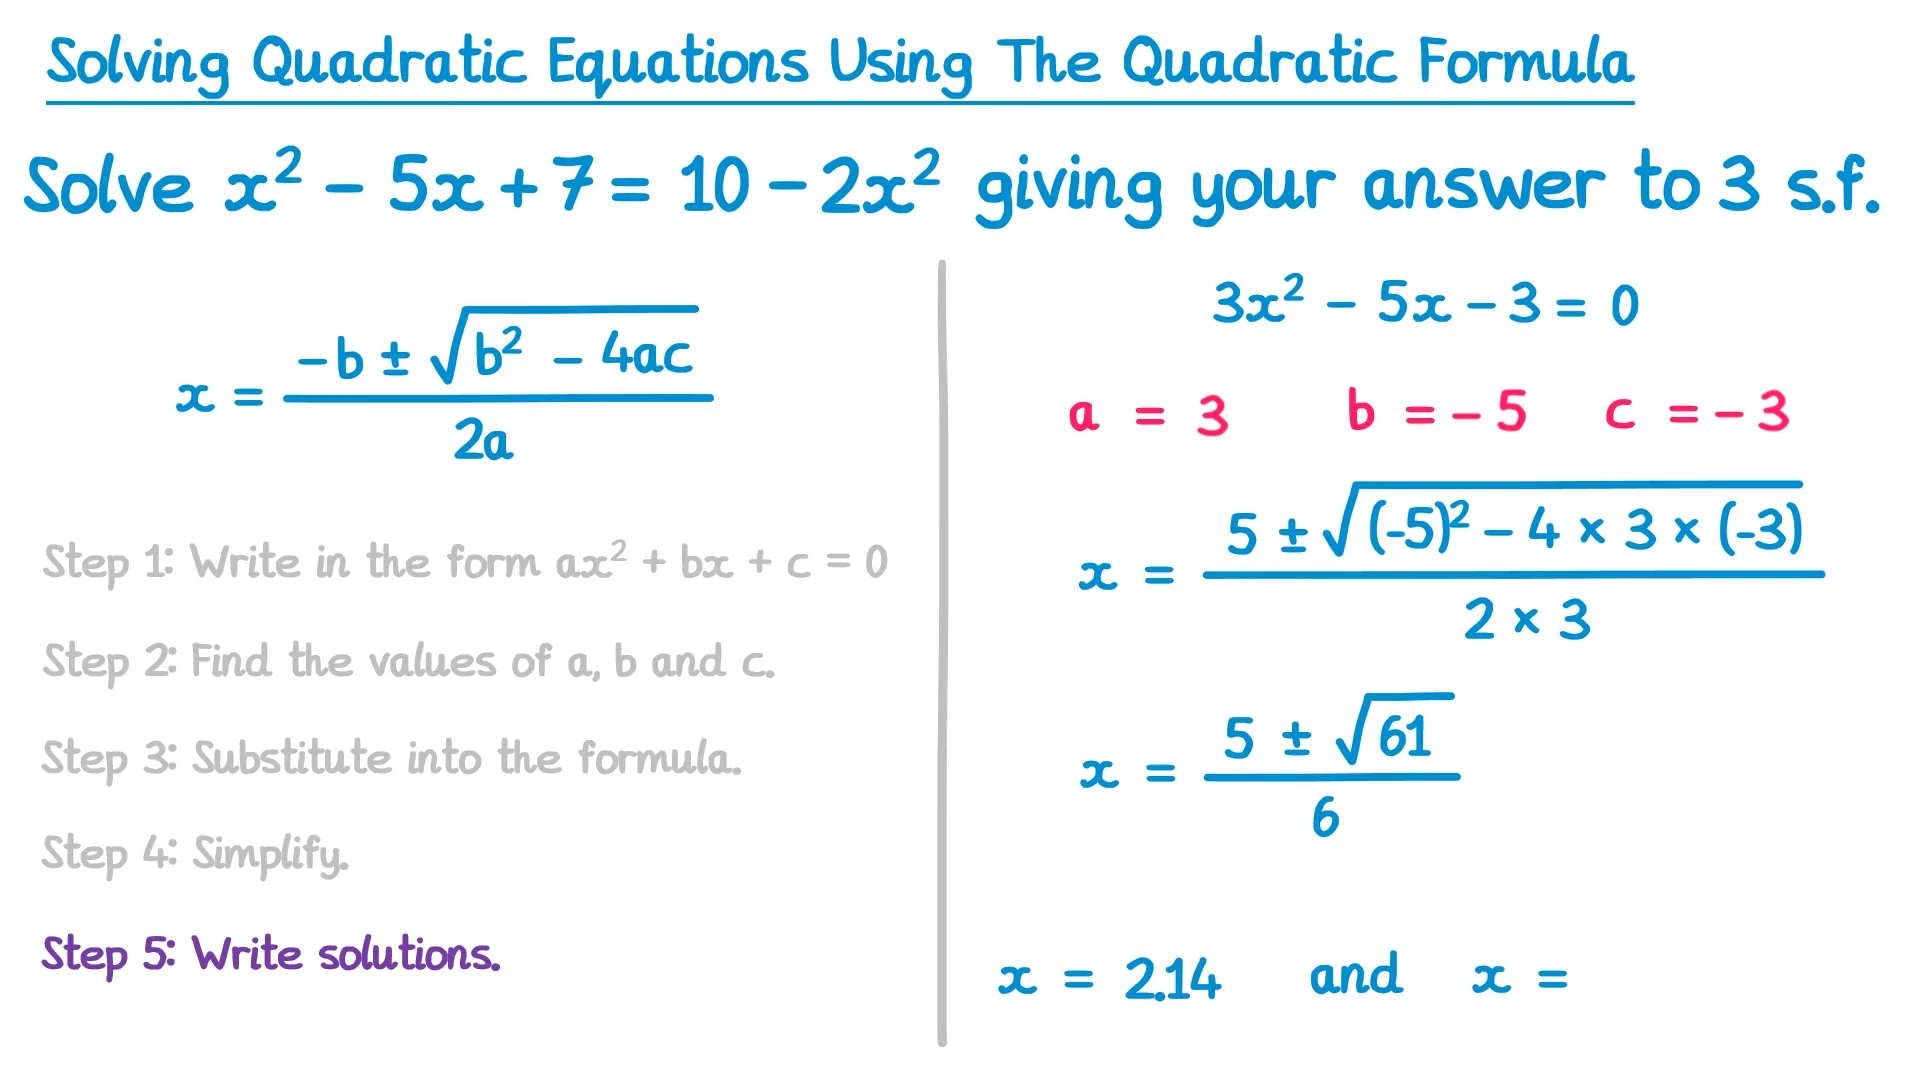 Solving Quadratic Equations Using The Quadratic Formula
Solve x² − 5x + 7 = 10 − 2x² giving your answer to 3 s.f.
x = (−b ± √(b² − 4ac)) / 2a
Step 1: Write in the form ax² + bx + c = 0
Step 2: Find the values of a, b and c.
Step 3: Substitute into the formula.
Step 4: Simplify.
Step 5: Write solutions.
3x² − 5x − 3 = 0
a = 3 b = −5 c = −3
x = (5 ± √((-5)² − 4 × 3 × (-3))) / (2 × 3)
x = (5 ± √61) / 6
x = 2.14 and x =